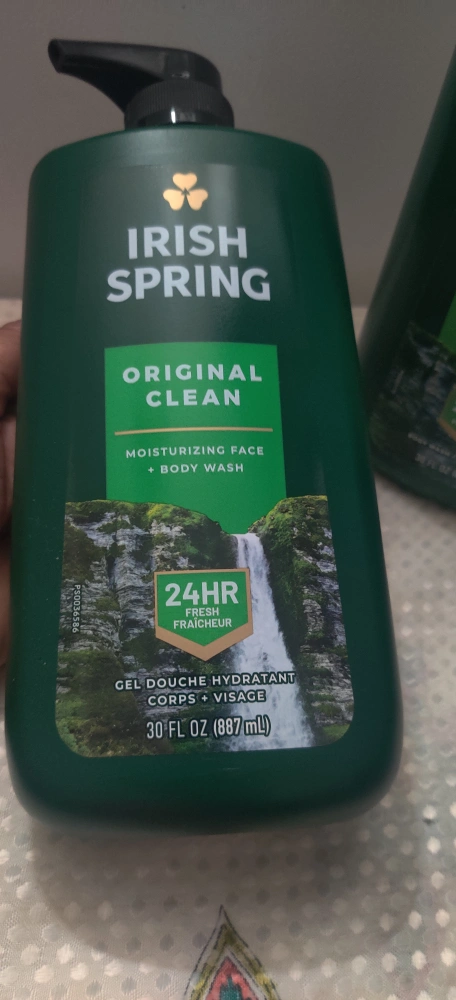 IRISH
SPRING
ORIGINAL
CLEAN
MOISTURIZING FACE
+ BODY WASH
24HR
FRESH
FRAÎCHEUR
P50036586
GEL DOUCHE HYDRATANT
CORPS + VISAGE
30 FL OZ (887 mL)